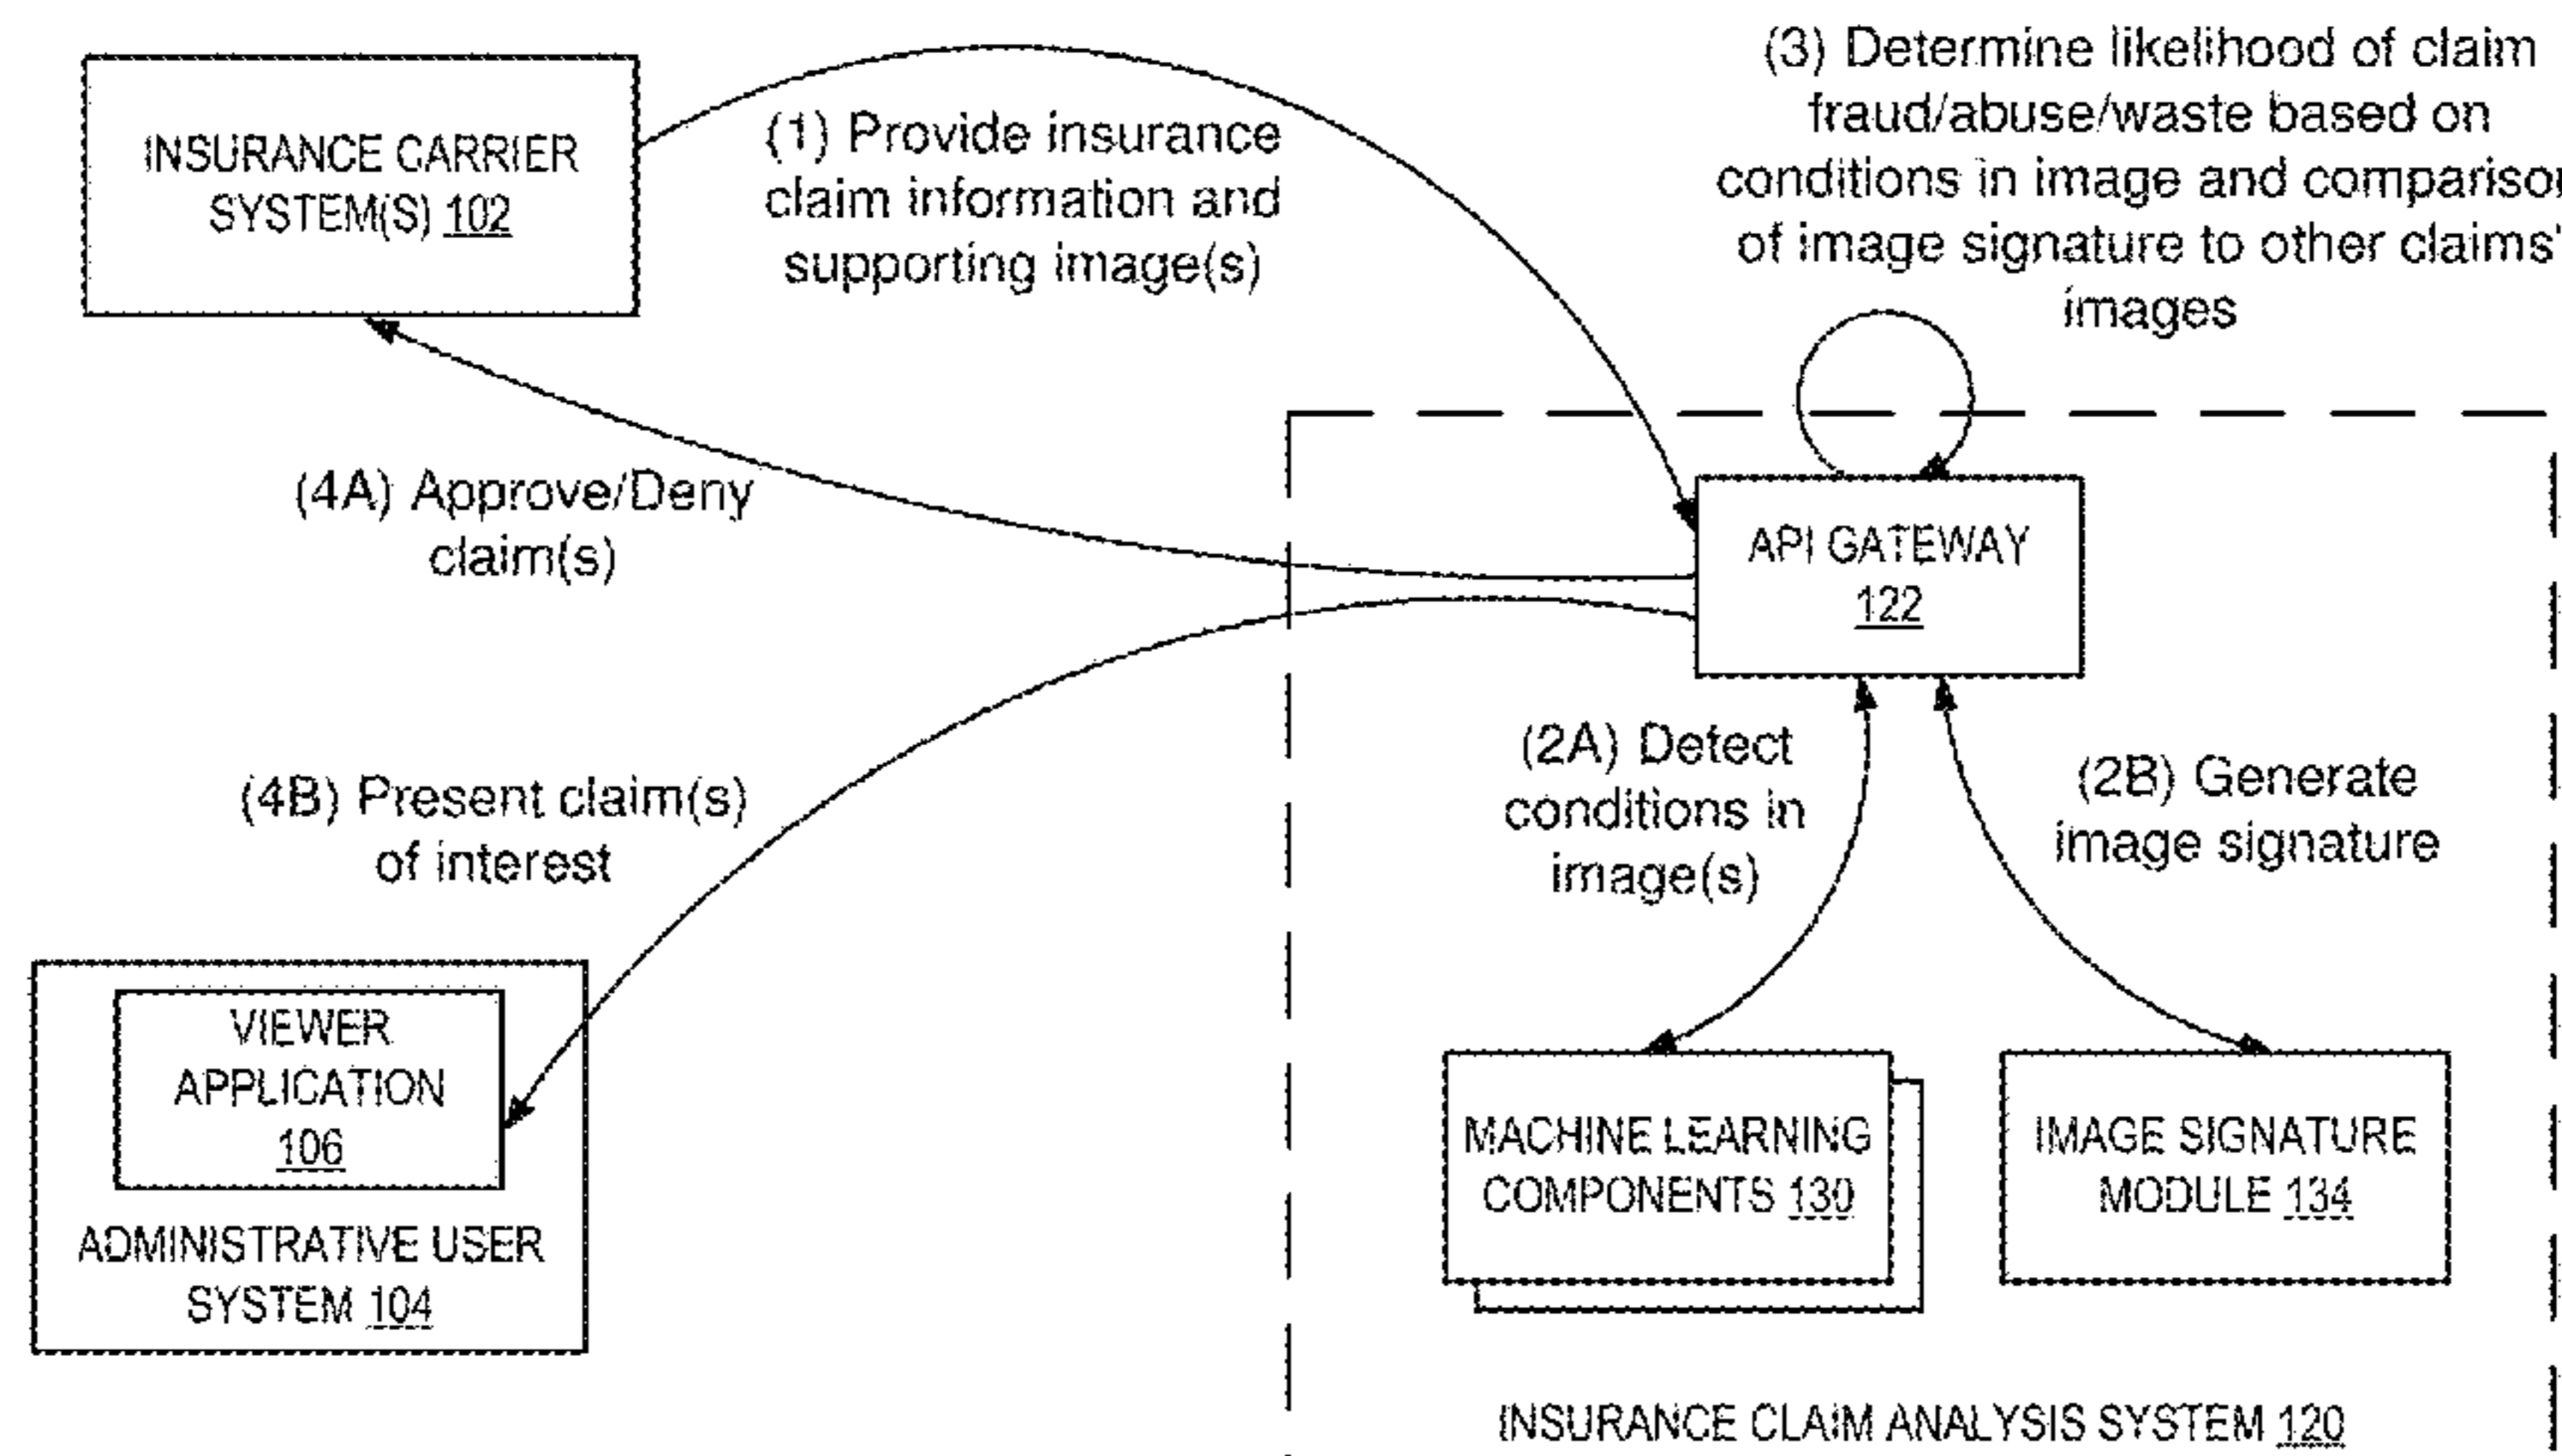 INSURANCE CARRIER
SYSTEM(S) 102
(1) Provide insurance
claim information and
supporting image(s)
(3) Determine likelihood of claim
fraud/abuse/waste based on
conditions in image and compariso
of image signature to other claims'
images
(4A) Approve/Deny
claim(s)
API GATEWAY
122
(4B) Present claim(s)
of interest
(2A) Detect
conditions in
image(s)
(2B) Generate
image signature
VIEWER
APPLICATION
106
ADMINISTRATIVE USER
SYSTEM 104
MACHINE LEARNING
COMPONENTS 130
IMAGE SIGNATURE
MODULE 134
INSURANCE CLAIM ANALYSIS SYSTEM 120